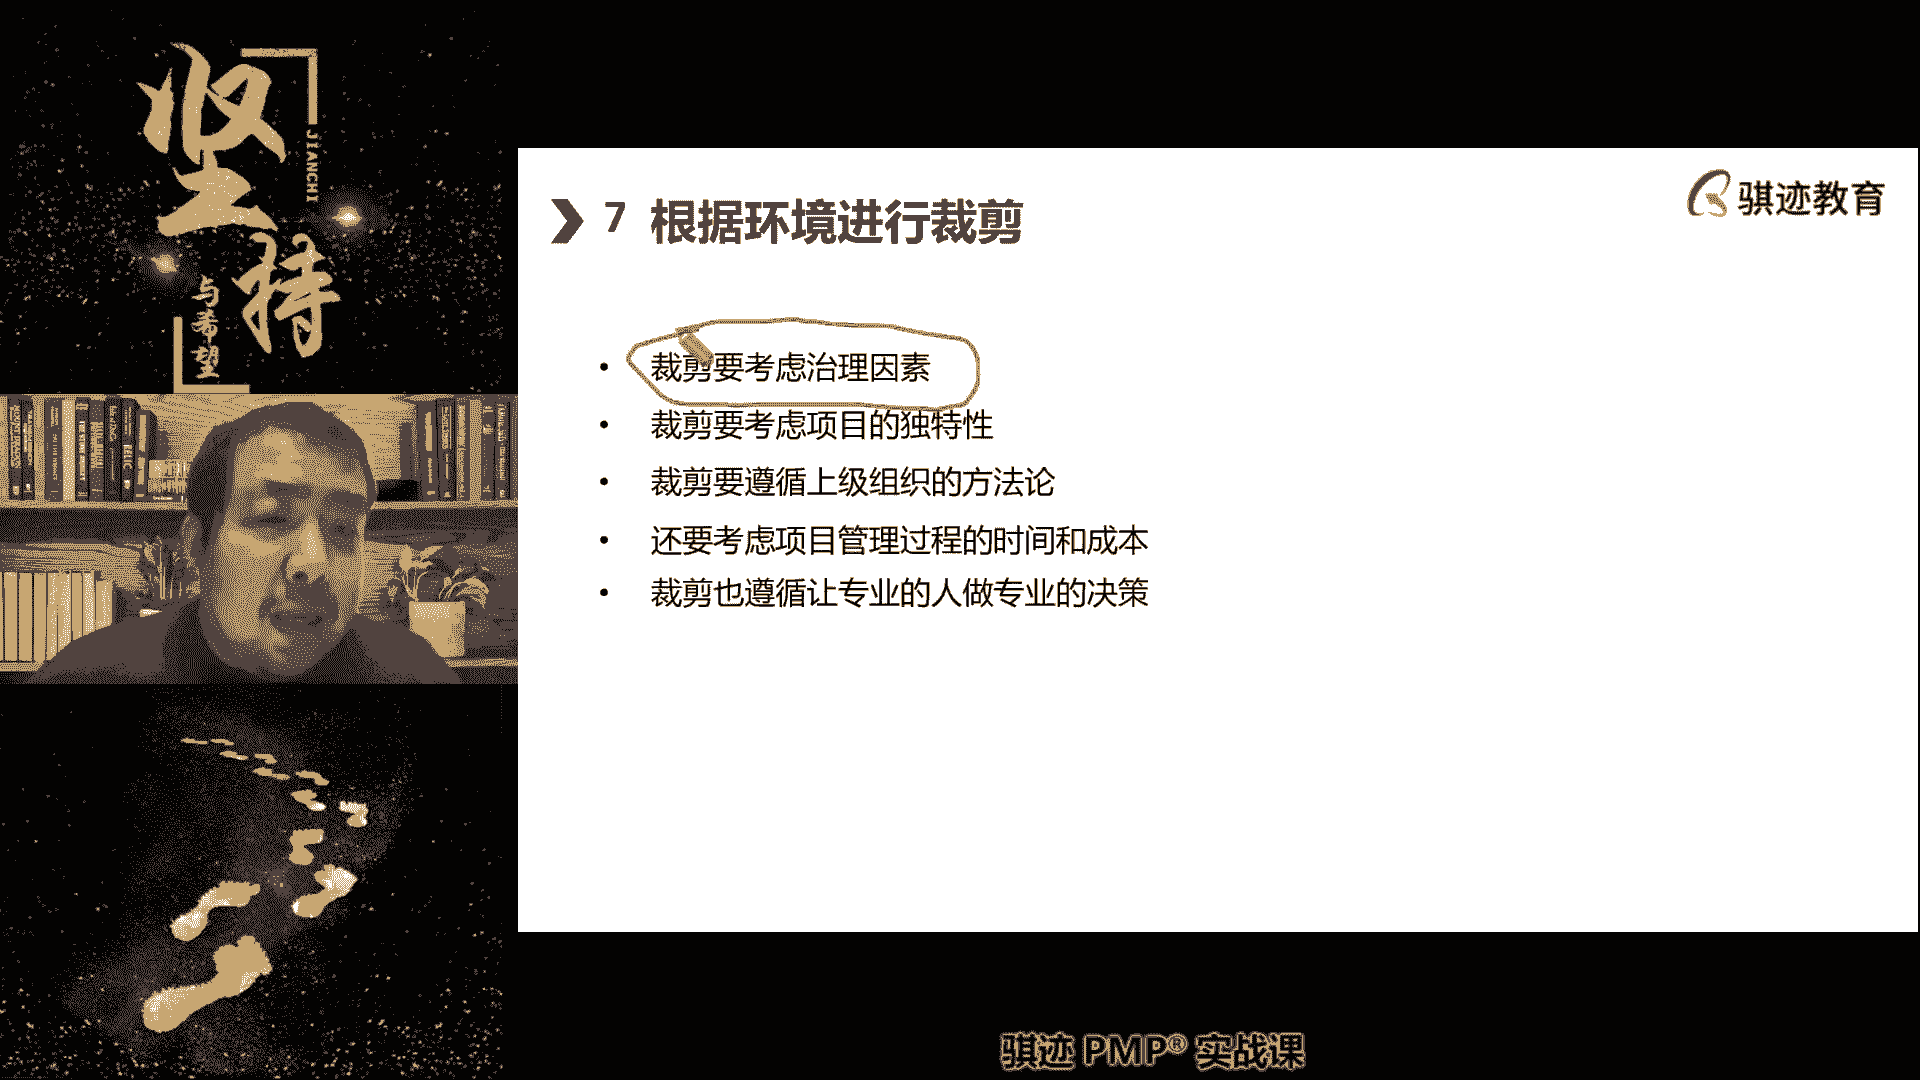 坚持
JIANCHI
与希望
骐迹教育
7 根据环境进行裁剪
• 裁剪要考虑治理因素
• 裁剪要考虑项目的独特性
• 裁剪要遵循上级组织的方法论
• 还要考虑项目管理过程的时间和成本
• 裁剪也遵循让专业的人做专业的决策
骐迹 PMP® 实战课